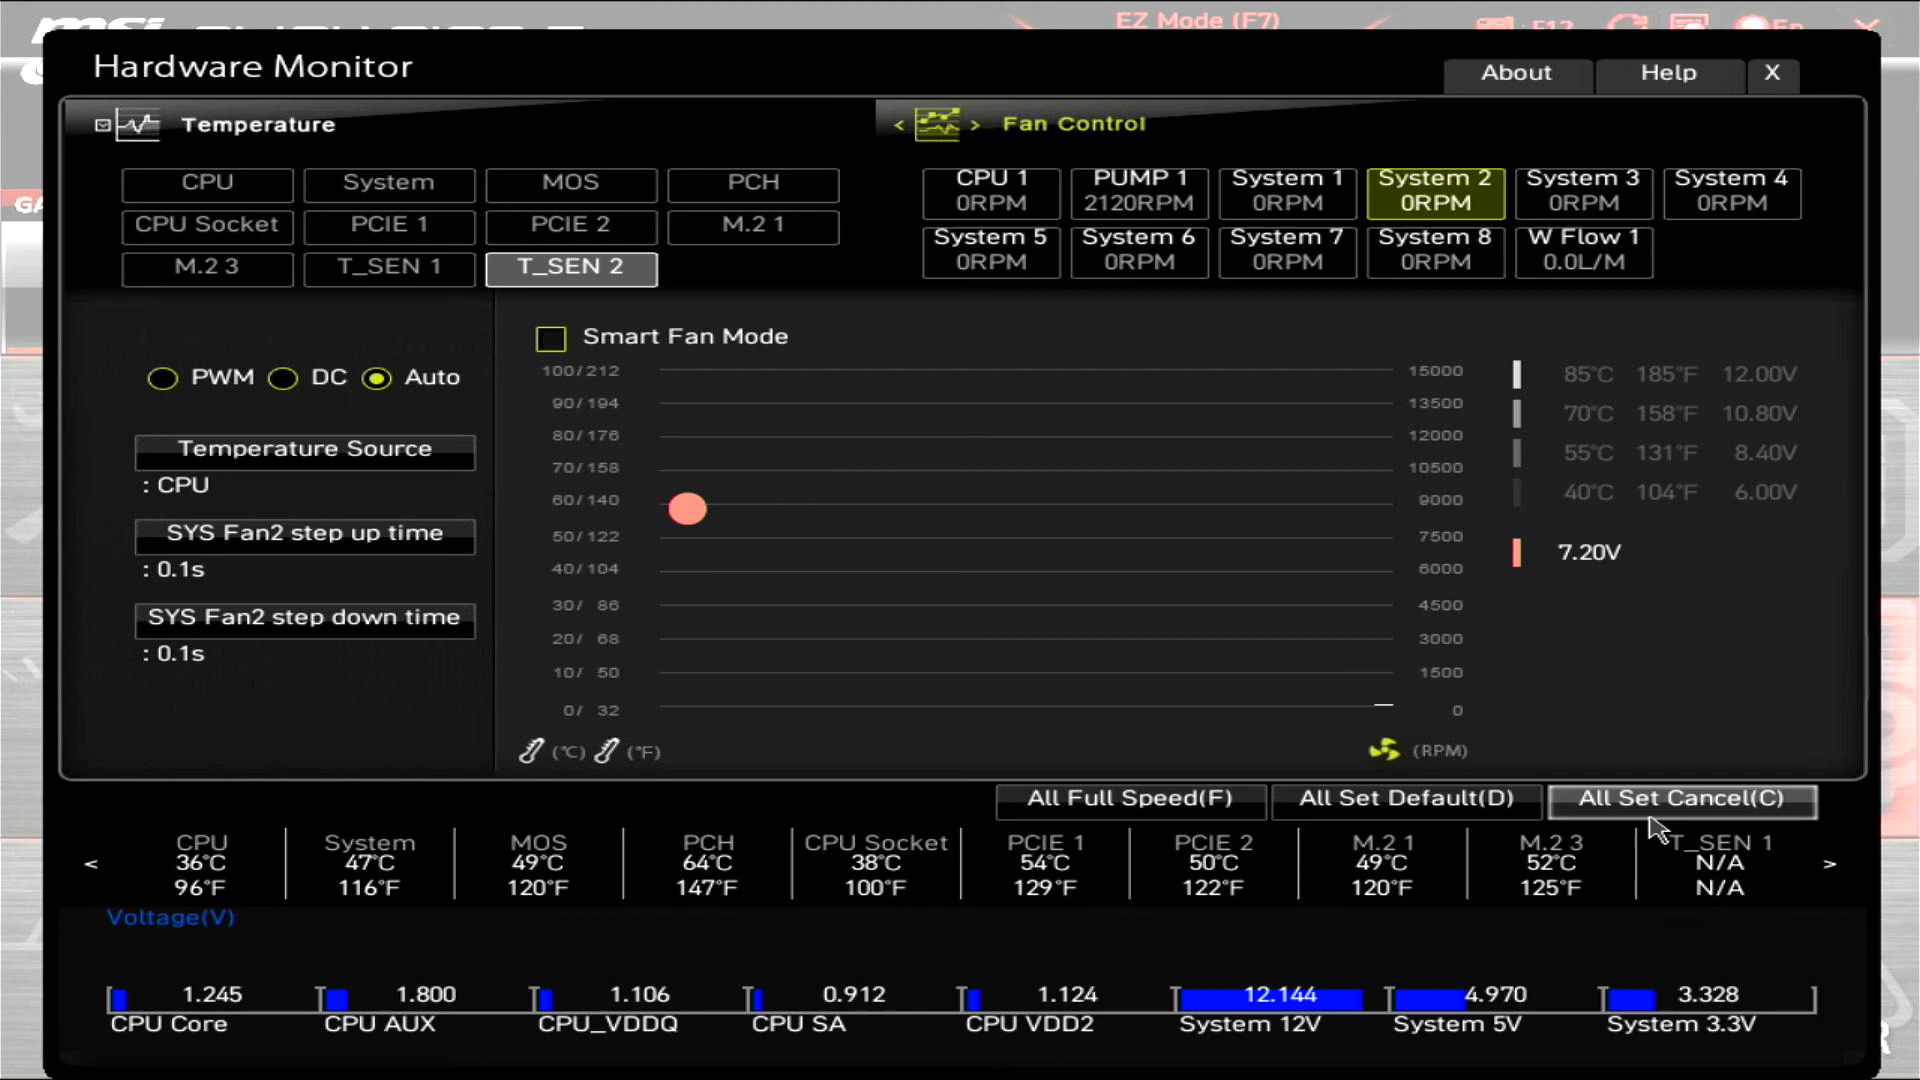 msi
EZ Mode (F7)
: F12
En
X
Hardware Monitor
About
Help
X
Temperature
< > Fan Control
CPU
System
MOS
PCH
CPU Socket
PCIE 1
PCIE 2
M.2 1
M.2 3
T_SEN 1
T_SEN 2
CPU 1
0RPM
PUMP 1
2120RPM
System 1
0RPM
System 2
0RPM
System 3
0RPM
System 4
0RPM
System 5
0RPM
System 6
0RPM
System 7
0RPM
System 8
0RPM
W Flow 1
0.0L/M
GA
PWM
DC
Auto
Temperature Source
: CPU
SYS Fan2 step up time
: 0.1s
SYS Fan2 step down time
: 0.1s
Smart Fan Mode
100/212
90/194
80/176
70/158
60/140
50/122
40/104
30/ 86
20/ 68
10/ 50
0/ 32
(°C)
(°F)
15000
13500
12000
10500
9000
7500
6000
4500
3000
1500
0
(RPM)
85°C 185°F 12.00V
70°C 158°F 10.80V
55°C 131°F 8.40V
40°C 104°F 6.00V
7.20V
All Full Speed(F)
All Set Default(D)
All Set Cancel(C)
<
CPU
36°C
96°F
System
47°C
116°F
MOS
49°C
120°F
PCH
64°C
147°F
CPU Socket
38°C
100°F
PCIE 1
54°C
129°F
PCIE 2
50°C
122°F
M.2 1
49°C
120°F
M.2 3
52°C
125°F
T_SEN 1
N/A
N/A
>
Voltage(V)
1.245
CPU Core
1.800
CPU AUX
1.106
CPU_VDDQ
0.912
CPU SA
1.124
CPU VDD2
12.144
System 12V
4.970
System 5V
3.328
System 3.3V
R